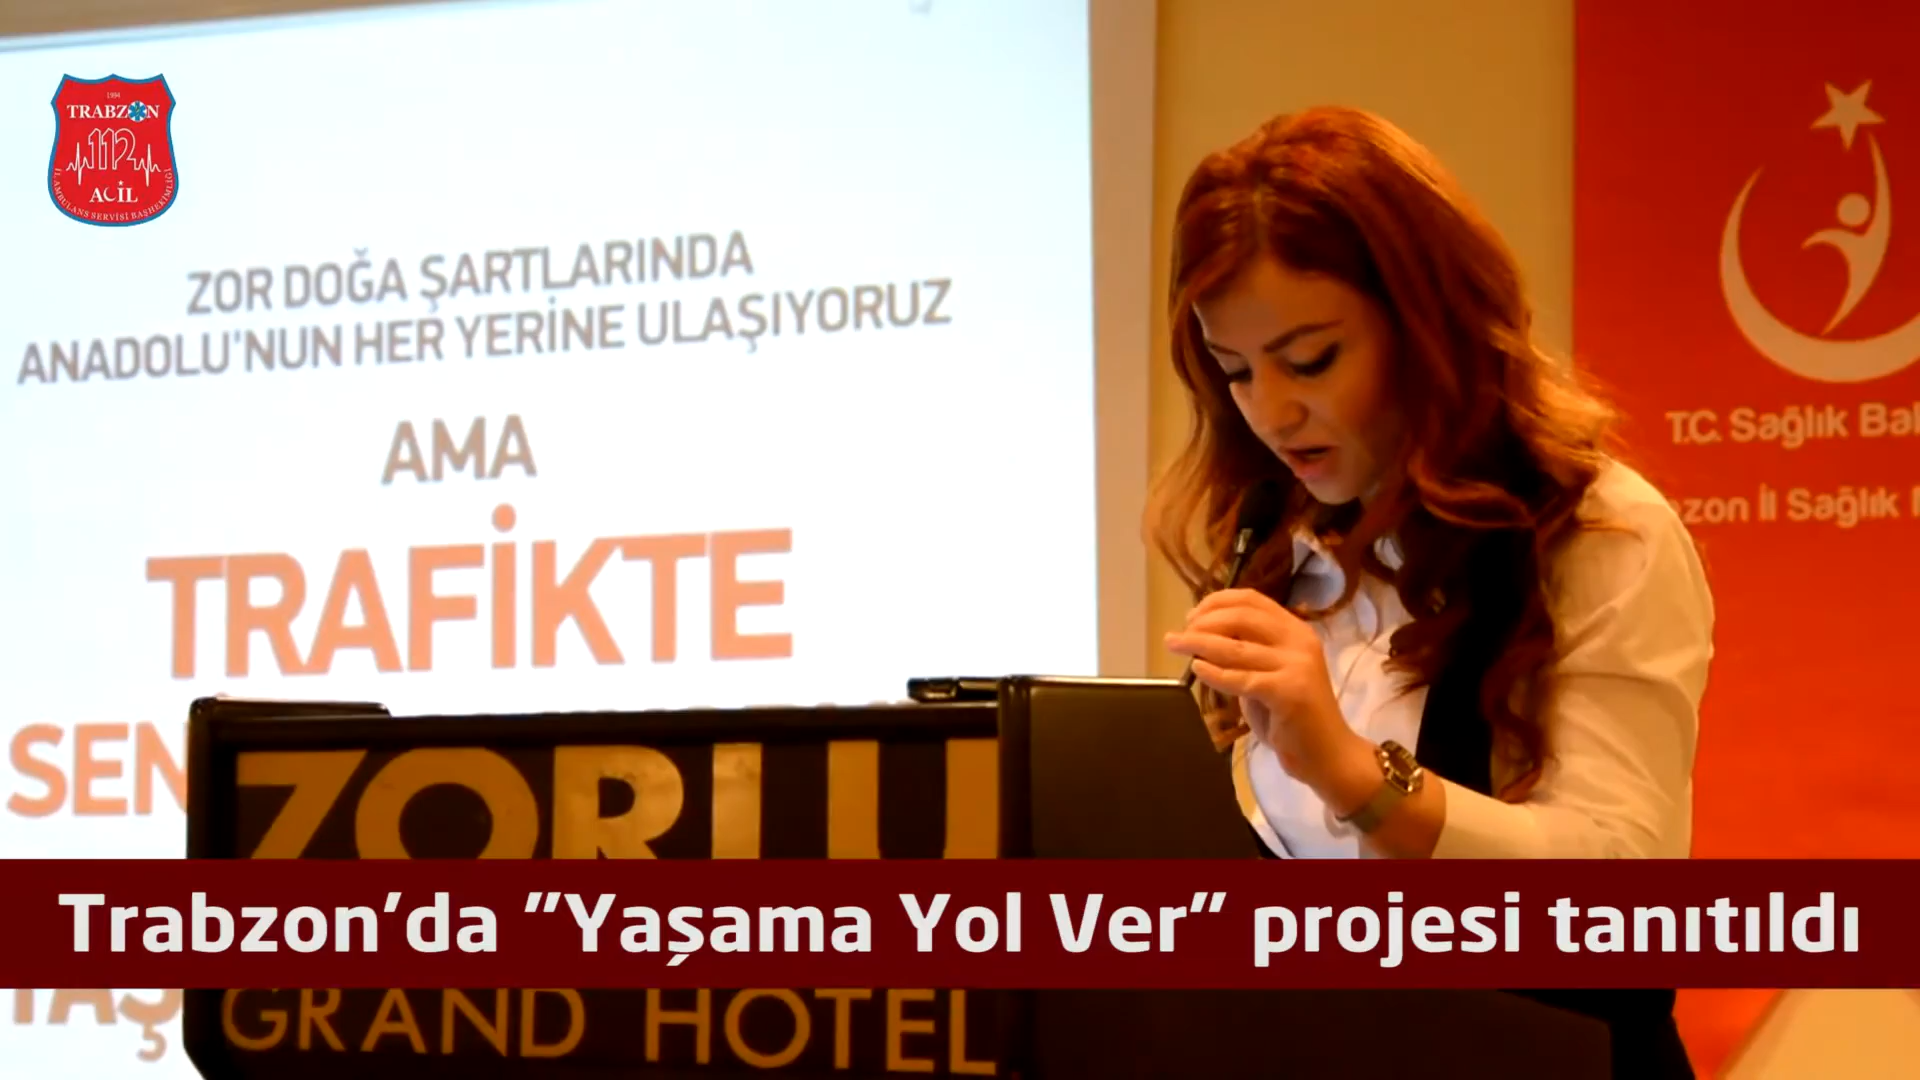 1994
TRABZON
112
ACİL
İL AMBULANS SERVİSİ BAŞHEKİMLİĞİ
ZOR DOĞA ŞARTLARINDA
ANADOLU'NUN HER YERİNE ULAŞIYORUZ
AMA
TRAFİKTE
SEN
YAŞ
T.C. Sağlık Ba
zon İl Sağlık
ZORLU
GRAND HOTEL
Trabzon’da ”Yaşama Yol Ver” projesi tanıtıldı